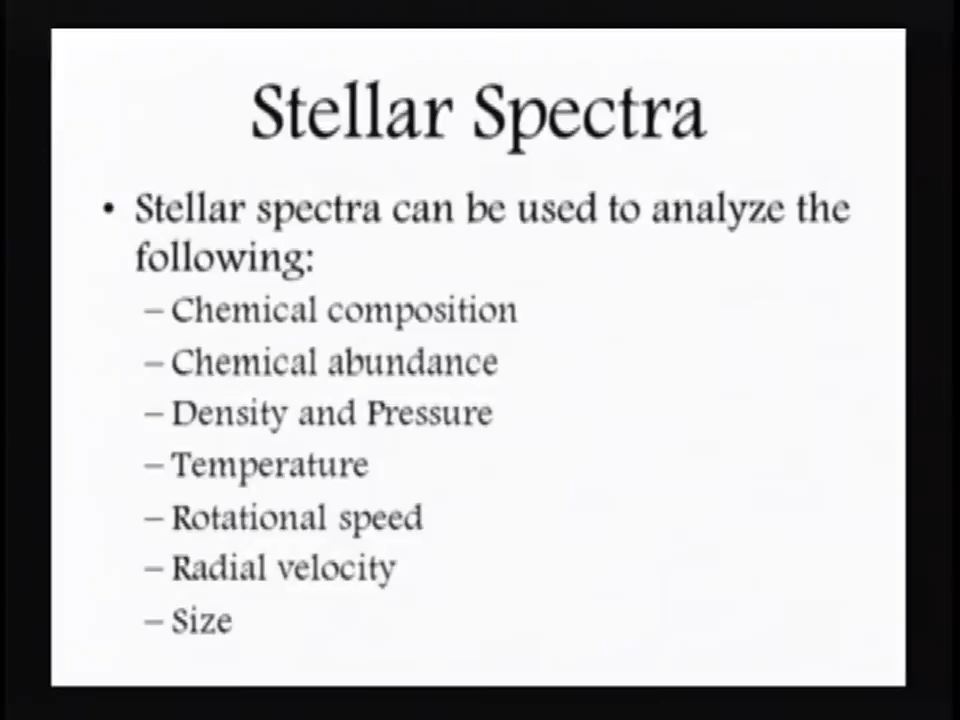 Stellar Spectra
• Stellar spectra can be used to analyze the
following:
– Chemical composition
– Chemical abundance
– Density and Pressure
– Temperature
– Rotational speed
– Radial velocity
– Size